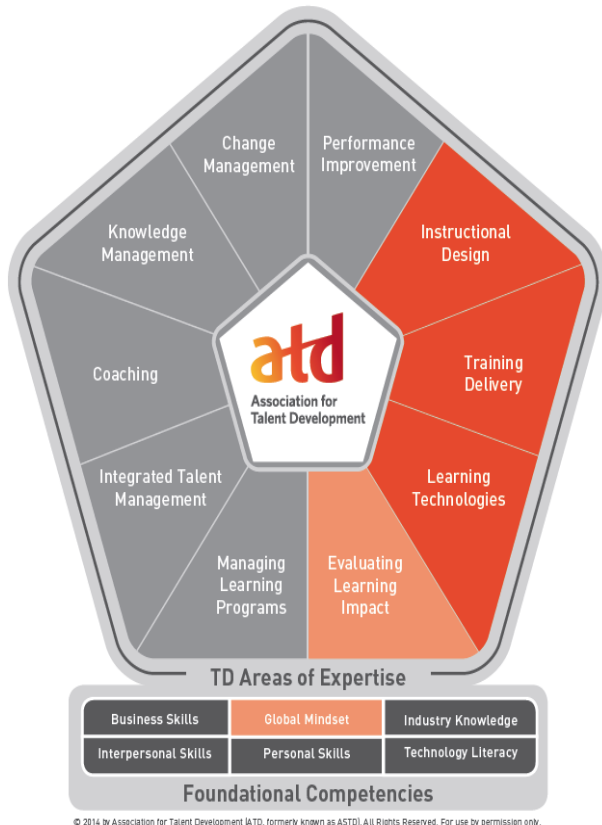 Change
Management
Performance
Improvement
Knowledge
Management
Instructional
Design
Coaching
atd
Association for
Talent Development
Training
Delivery
Integrated Talent
Management
Learning
Technologies
Managing
Learning
Programs
Evaluating
Learning
Impact
TD Areas of Expertise
Business Skills
Global Mindset
Industry Knowledge
Interpersonal Skills
Personal Skills
Technology Literacy
Foundational Competencies
© 2014 by Association for Talent Development (ATD, formerly known as ASTD). All Rights Reserved. For use by permission only.